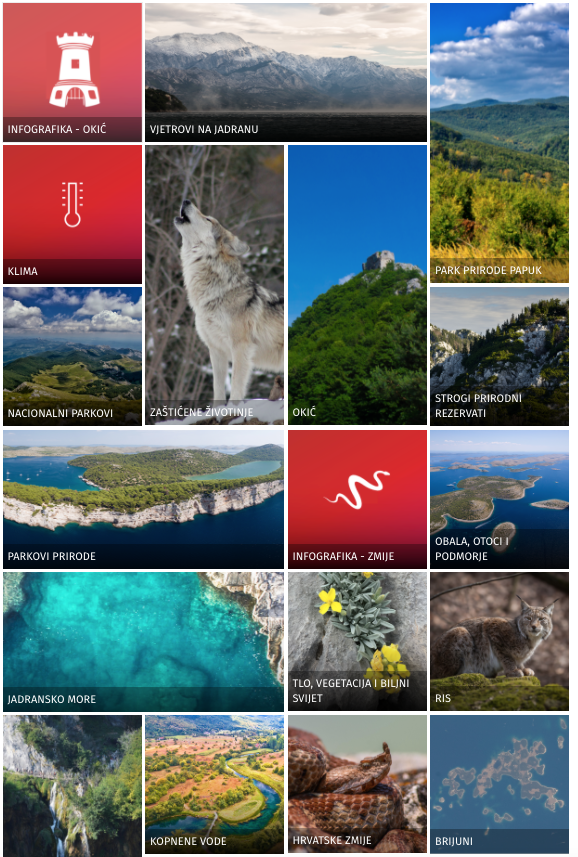 INFOGRAFIKA - OKIĆ
VJETROVI NA JADRANU
PARK PRIRODE PAPUK
KLIMA
NACIONALNI PARKOVI
ZAŠTIĆENE ŽIVOTINJE
OKIĆ
STROGI PRIRODNI
REZERVATI
PARKOVI PRIRODE
INFOGRAFIKA - ZMIJE
OBALA, OTOCI I
PODMORJE
JADRANSKO MORE
TLO, VEGETACIJA I BILJNI
SVIJET
RIS
KOPNENE VODE
HRVATSKE ZMIJE
BRIJUNI